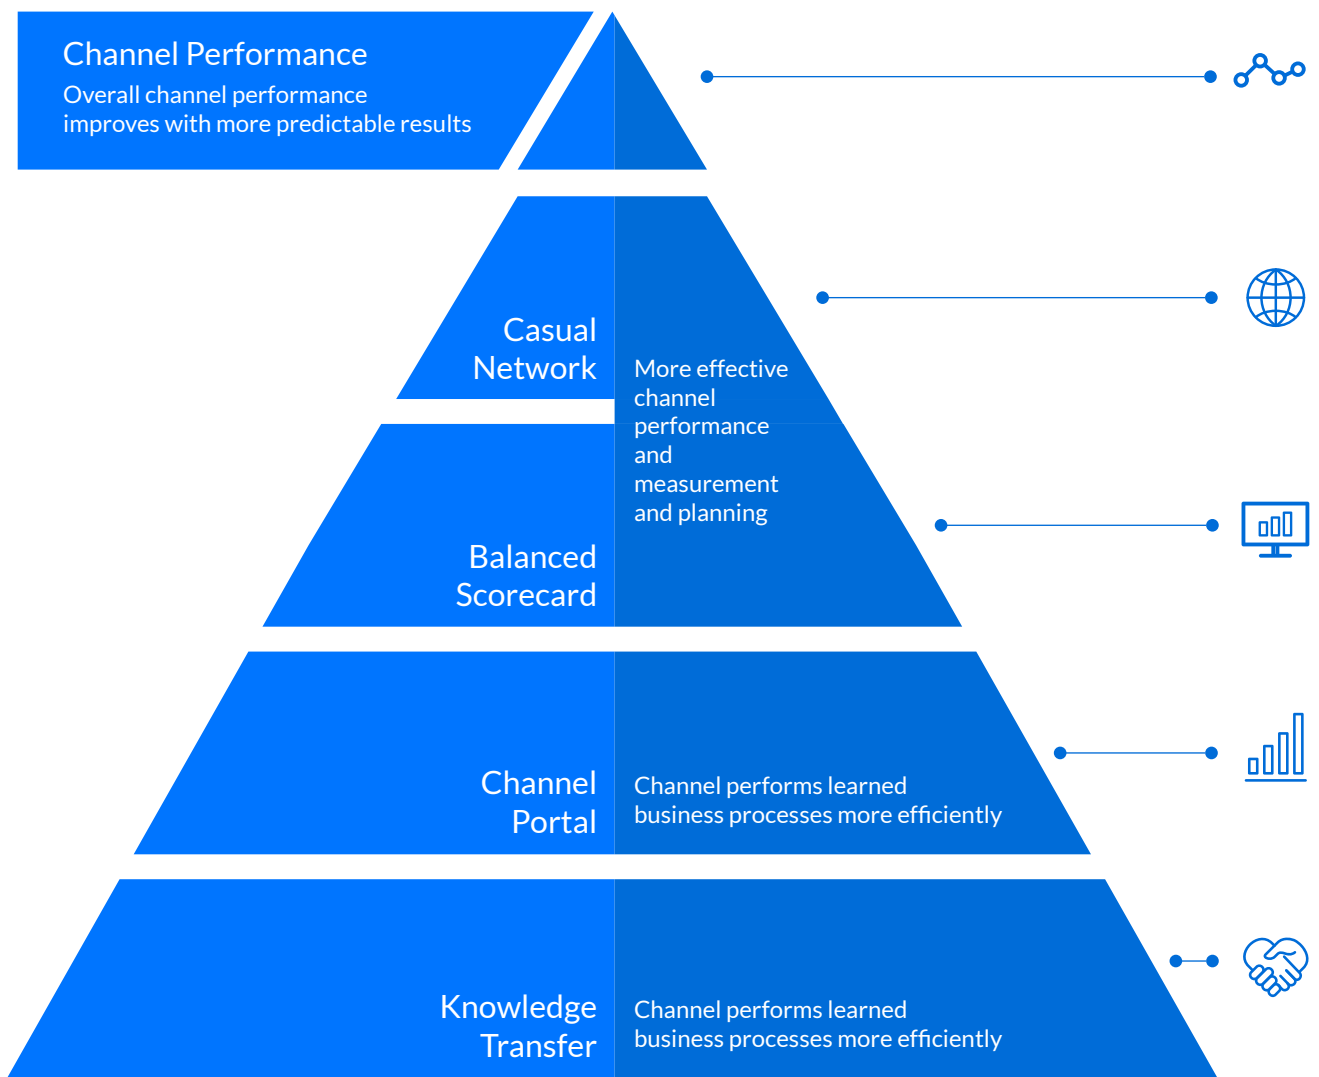 Channel Performance
Overall channel performance
improves with more predictable results
Casual
Network
More effective
channel
performance
and
measurement
and planning
Balanced
Scorecard
Channel
Portal
Channel performs learned
business processes more efficiently
Knowledge
Transfer
Channel performs learned
business processes more efficiently